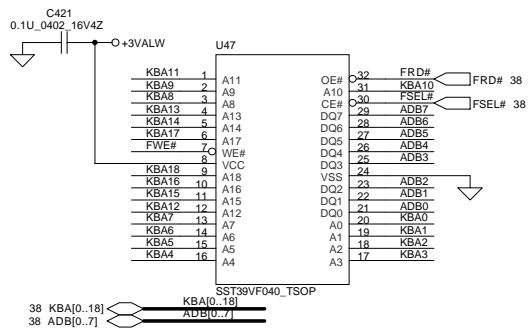 C421
0.1U_0402_16V4Z
+3VALW
U47
KBA11 1 A11 OE# 32 FRD# FRD# 38
KBA9 2 A9 A10 31 KBA10
KBA8 3 A8 CE# 30 FSEL# FSEL# 38
KBA13 4 A13 DQ7 29 ADB7
KBA14 5 A14 DQ6 28 ADB6
KBA17 6 A17 DQ5 27 ADB5
FWE# 7 WE# DQ4 26 ADB4
8 VCC DQ3 25 ADB3
KBA18 9 A18 VSS 24
KBA16 10 A16 DQ2 23 ADB2
KBA15 11 A15 DQ1 22 ADB1
KBA12 12 A12 DQ0 21 ADB0
KBA7 13 A7 A0 20 KBA0
KBA6 14 A6 A1 19 KBA1
KBA5 15 A5 A2 18 KBA2
KBA4 16 A4 A3 17 KBA3
SST39VF040_TSOP
38 KBA[0..18] KBA[0..18]
38 ADB[0..7] ADB[0..7]